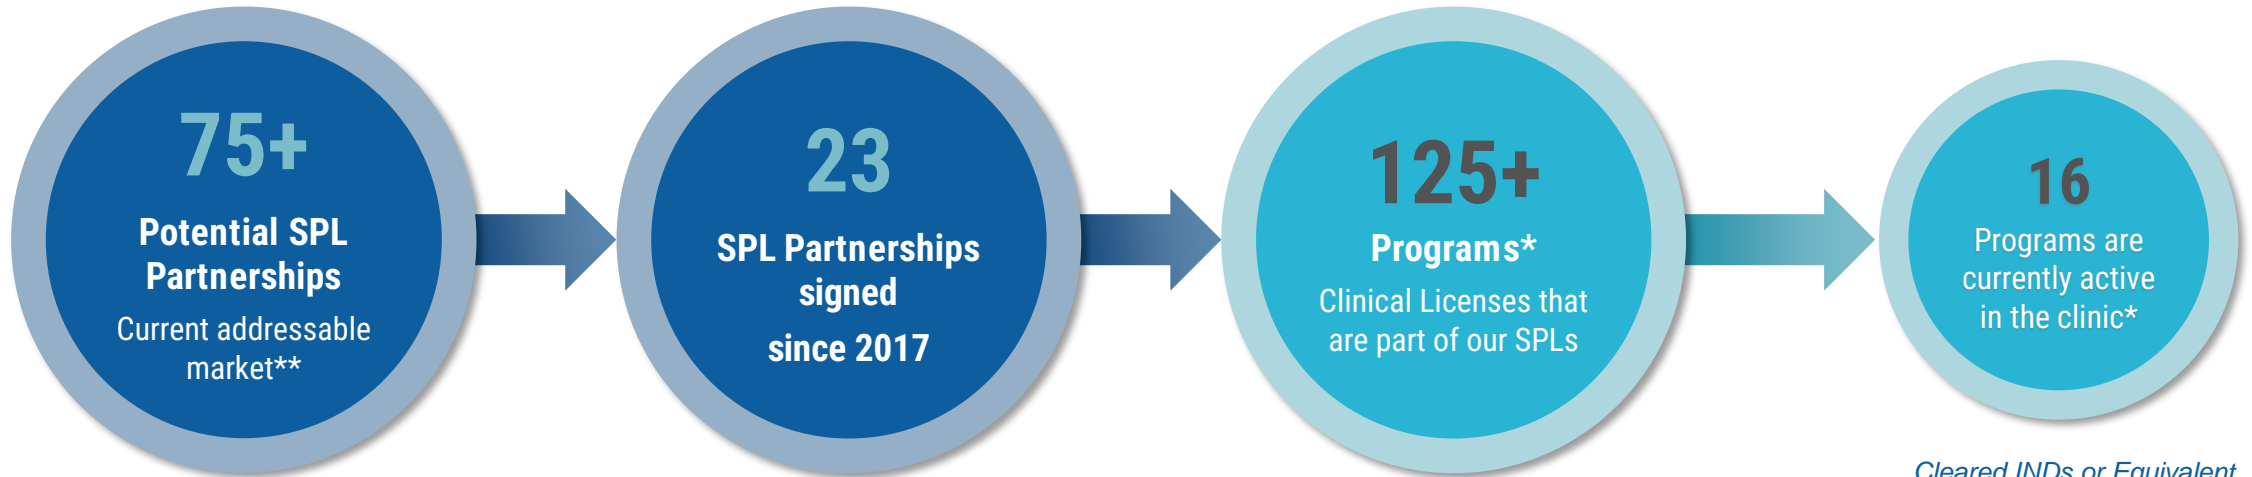 75+
Potential SPL
Partnerships
Current addressable
market**
23
SPL Partnerships
signed
since 2017
125+
Programs*
Clinical Licenses that
are part of our SPLs
16
Programs are
currently active
in the clinic*
Cleared INDs or Equivalent